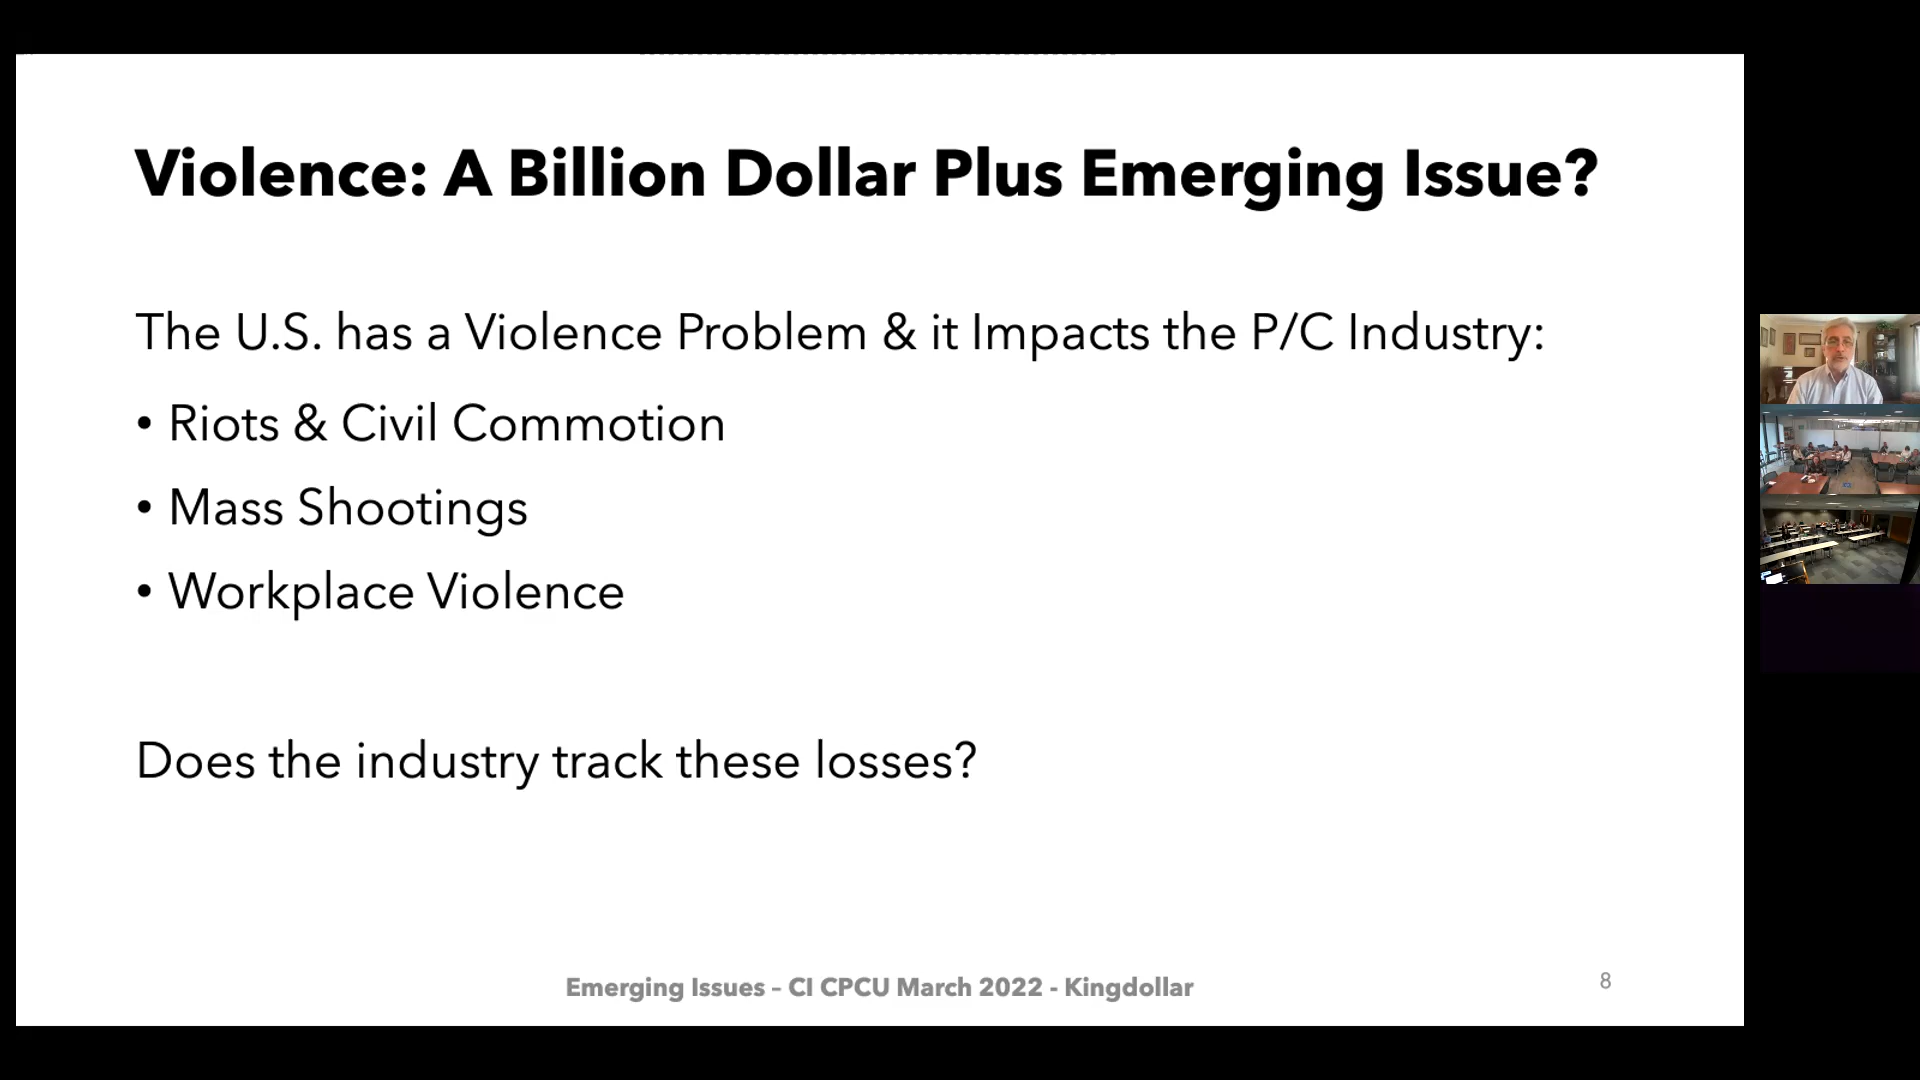 Violence: A Billion Dollar Plus Emerging Issue?
The U.S. has a Violence Problem & it Impacts the P/C Industry:
• Riots & Civil Commotion
• Mass Shootings
• Workplace Violence
Does the industry track these losses?
Emerging Issues – CI CPCU March 2022 - Kingdollar
8